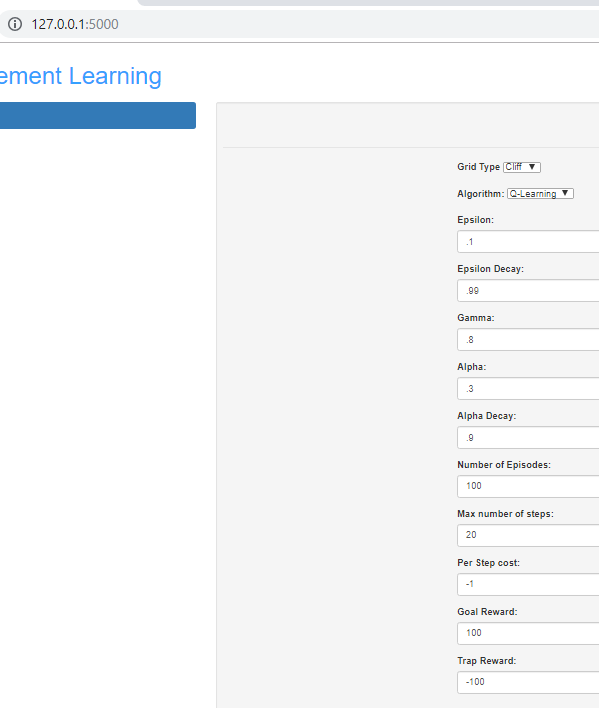 127.0.0.1:5000
ement Learning
Grid Type Cliff
Algorithm: Q-Learning
Epsilon:
.1
Epsilon Decay:
.99
Gamma:
.8
Alpha:
.3
Alpha Decay:
.9
Number of Episodes:
100
Max number of steps:
20
Per Step cost:
-1
Goal Reward:
100
Trap Reward:
-100